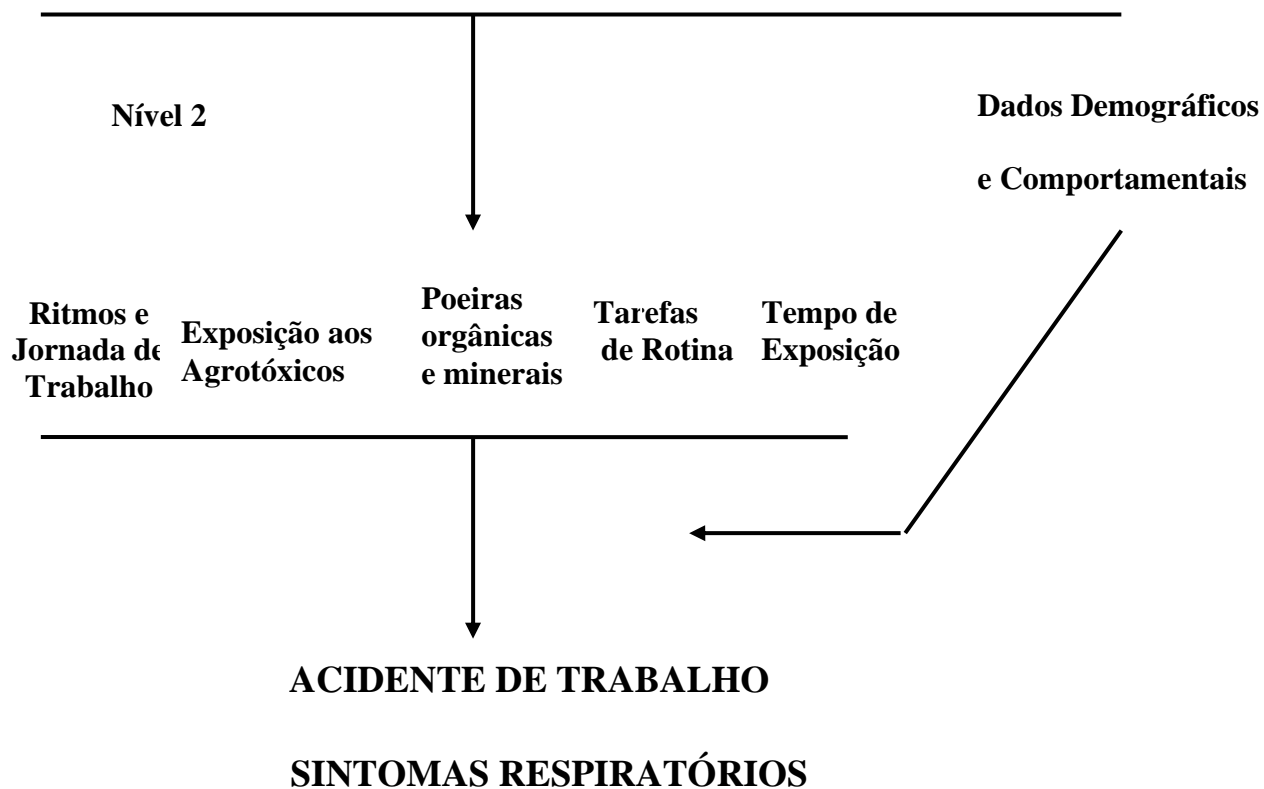 Nível 2
Dados Demográficos
e Comportamentais
Ritmos e
Jornada de
Trabalho
Exposição aos
Agrotóxicos
Poeiras
orgânicas
e minerais
Tarefas
de Rotina
Tempo de
Exposição
ACIDENTE DE TRABALHO
SINTOMAS RESPIRATÓRIOS